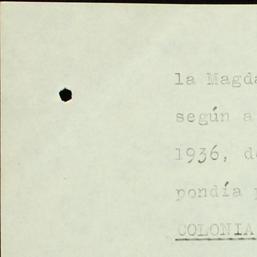 la Magda
según a
1936, d
pondía
COLONIA